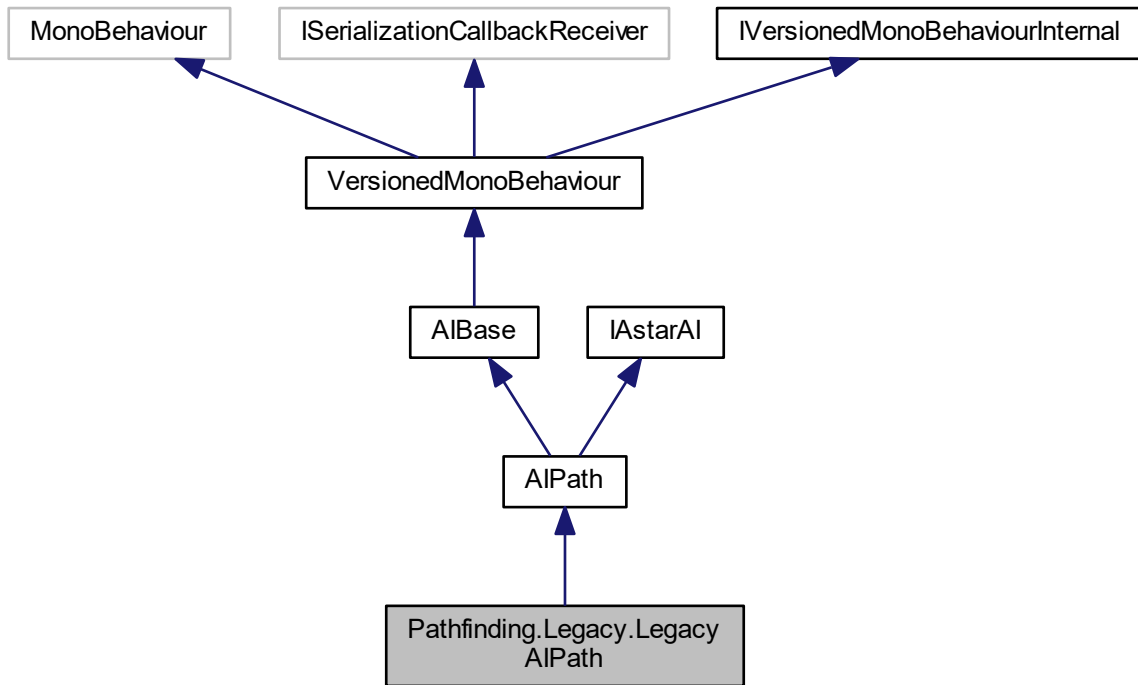 MonoBehaviour
ISerializationCallbackReceiver
IVersionedMonoBehaviourInternal
VersionedMonoBehaviour
AIBase
IAstarAI
AIPath
Pathfinding.Legacy.Legacy
AIPath